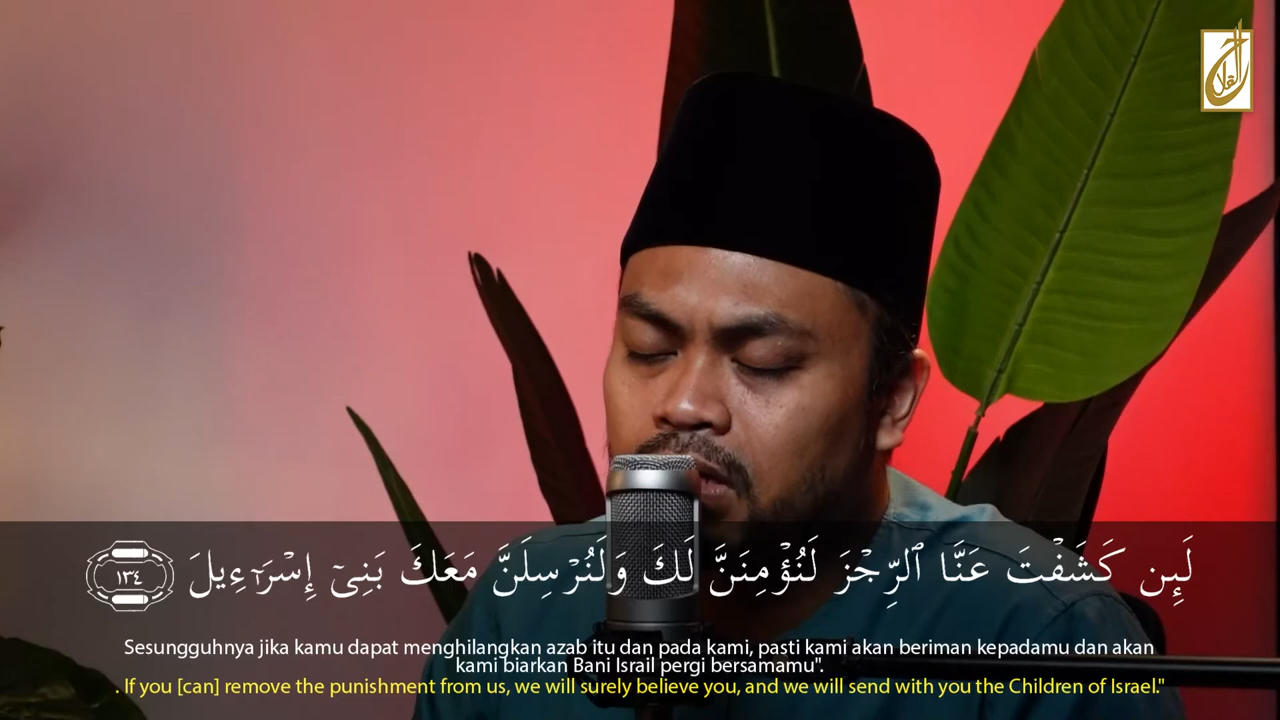 الفلاح
لَئِن كَشَفْتَ عَنَّا ٱلرِّجْزَ لَنُؤْمِنَنَّ لَكَ وَلَنُرْسِلَنَّ مَعَكَ بَنِىٓ إِسْرَٰٓءِيلَ ١٣٤
Sesungguhnya jika kamu dapat menghilangkan azab itu dan pada kami, pasti kami akan beriman kepadamu dan akan
kami biarkan Bani Israil pergi bersamamu".
. If you [can] remove the punishment from us, we will surely believe you, and we will send with you the Children of Israel."